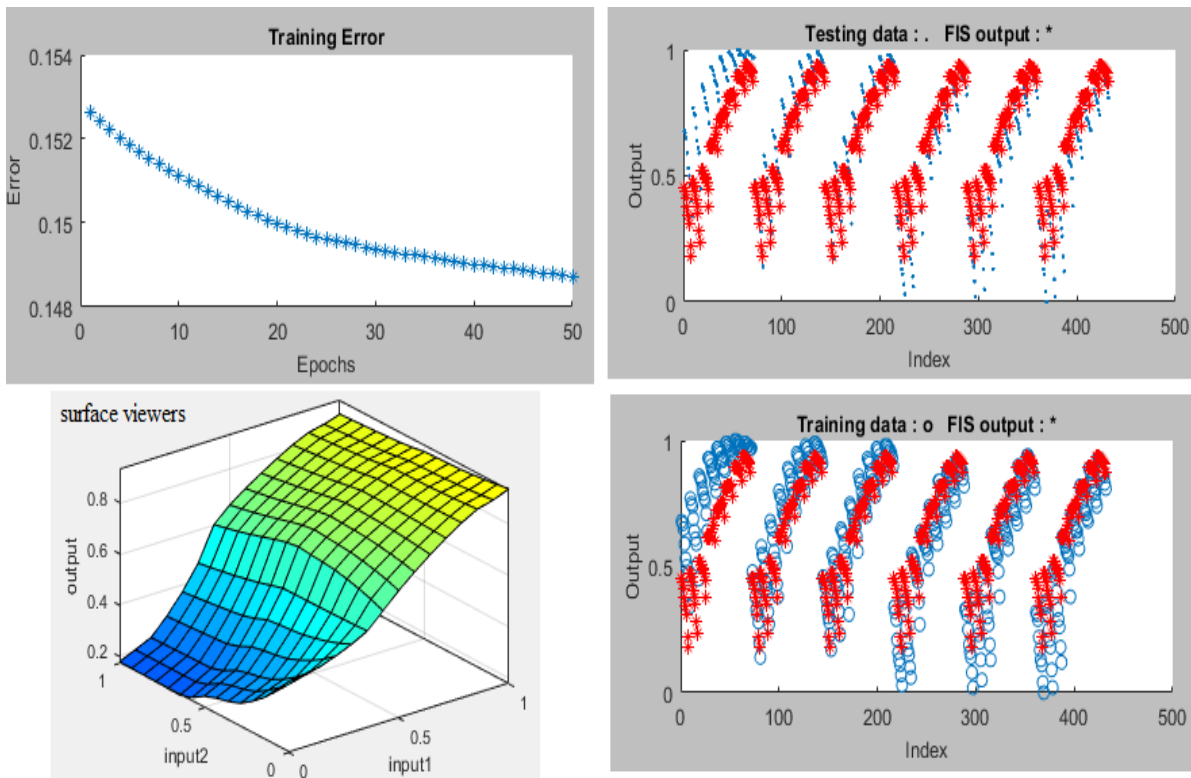 Training Error
0.154
0.152
0.15
0.148
Error
0 10 20 30 40 50
Epochs
Testing data : . FIS output : *
1
0.5
0
Output
0 100 200 300 400 500
Index
surface viewers
0.8
0.6
0.4
0.2
output
1
0.5
0
input2
0
0.5
1
input1
Training data : o FIS output : *
1
0.5
0
Output
0 100 200 300 400 500
Index